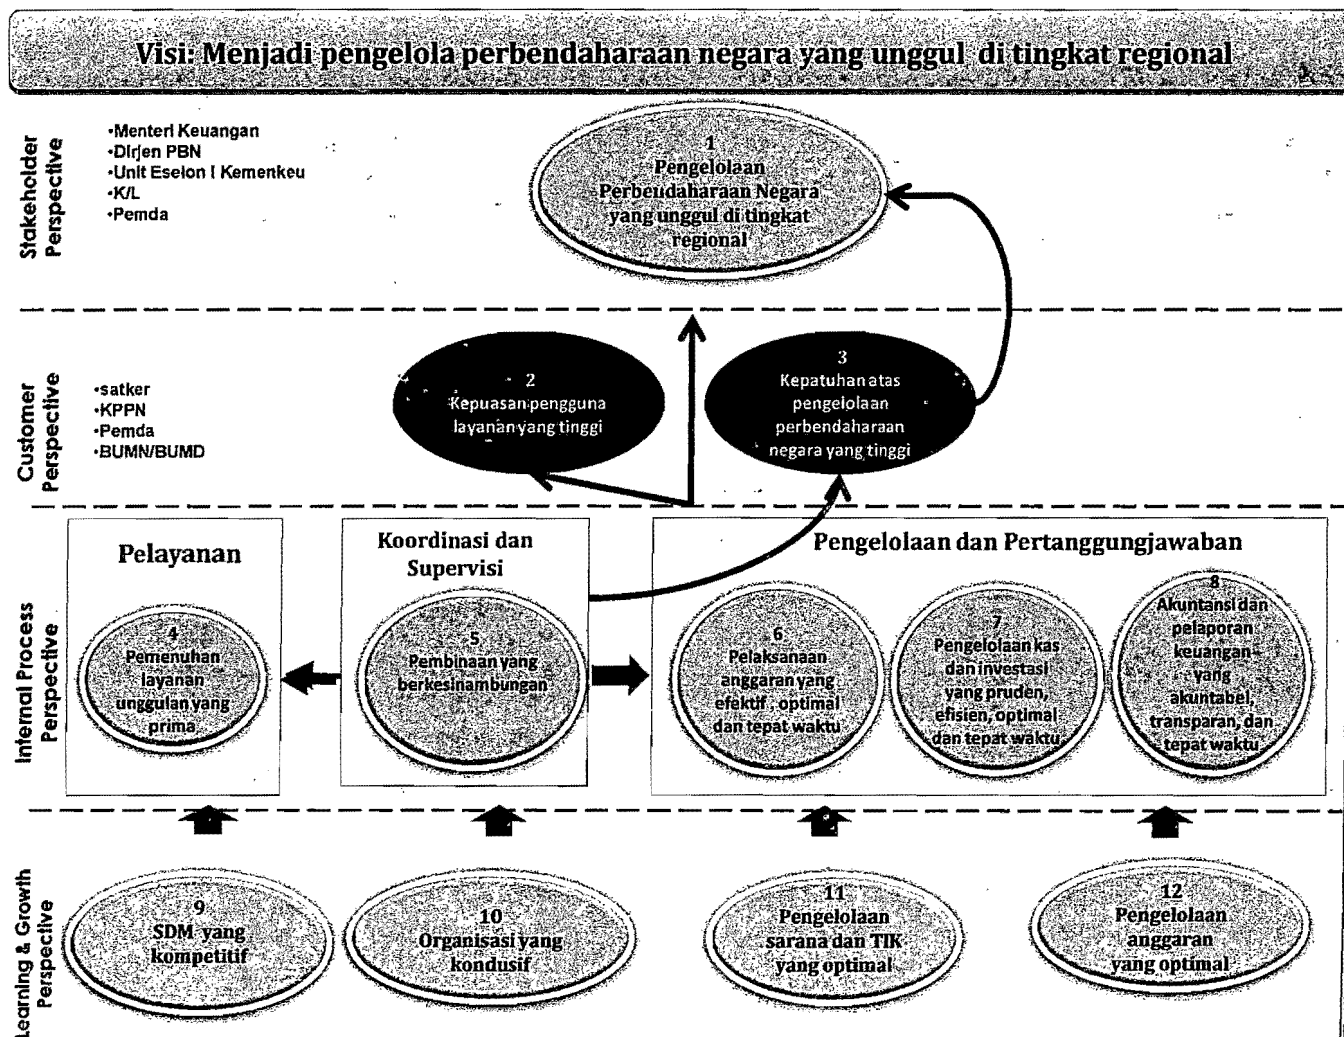 Visi: Menjadi pengelola perbendaharaan negara yang unggul di tingkat regional
Stakeholder
Perspective
•Menteri Keuangan
•Dirjen PBN
•Unit Eselon I Kemenkeu
•K/L
•Pemda
1
Pengelolaan
Perbendaharaan Negara
yang unggul di tingkat
regional
Customer
Perspective
•satker
•KPPN
•Pemda
•BUMN/BUMD
2
Kepuasan pengguna
layanan yang tinggi
3
Kepatuhan atas
pengelolaan
perbendaharaan
negara yang tinggi
Internal Process
Perspective
Pelayanan
4
Pemenuhan
layanan
unggulan yang
prima
Koordinasi dan
Supervisi
5
Pembinaan yang
berkesinambungan
Pengelolaan dan Pertanggungjawaban
6
Pelaksanaan
anggaran yang
efektif , optimal
dan tepat waktu
7
Pengelolaan kas
dan investasi
yang pruden,
efisien, optimal
dan tepat waktu
8
Akuntansi dan
pelaporan
keuangan
yang
akuntabel,
transparan, dan
tepat waktu
Learning & Growth
Perspective
9
SDM yang
kompetitif
10
Organisasi yang
kondusif
11
Pengelolaan
sarana dan TIK
yang optimal
12
Pengelolaan
anggaran
yang optimal